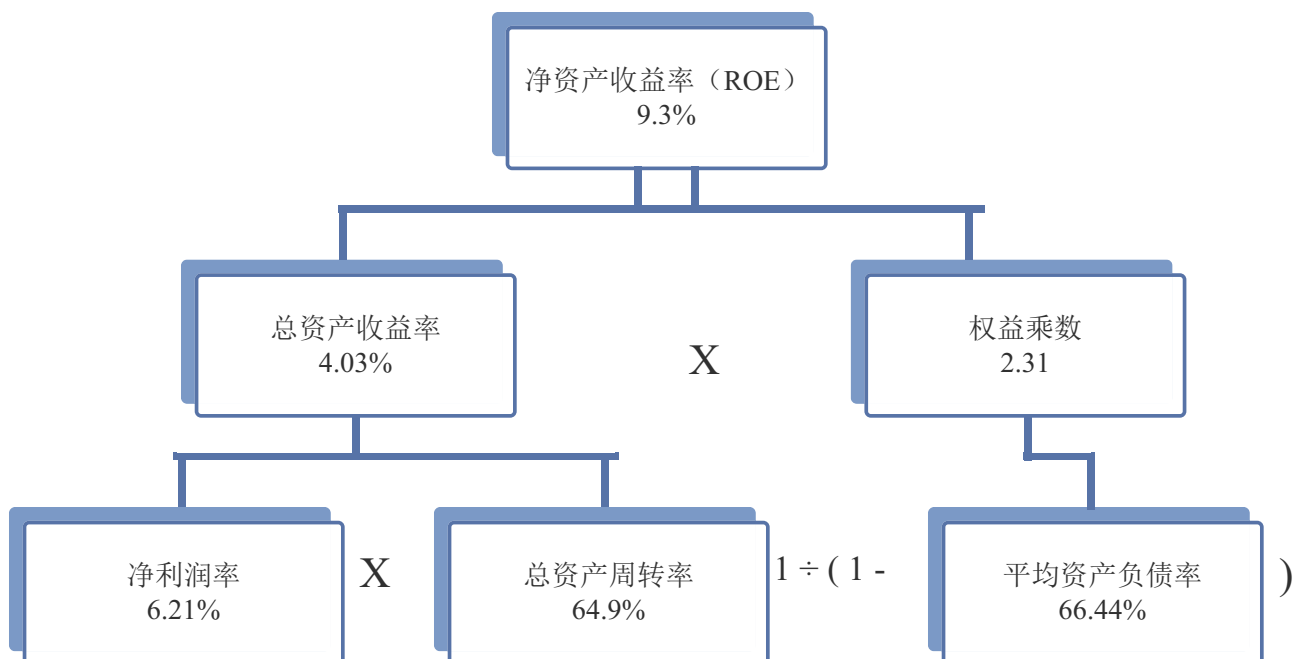 净资产收益率（ROE）
9.3%
总资产收益率
4.03%
X
权益乘数
2.31
净利润率
6.21%
X
总资产周转率
64.9%
1 ÷ ( 1 -
平均资产负债率
66.44%
)